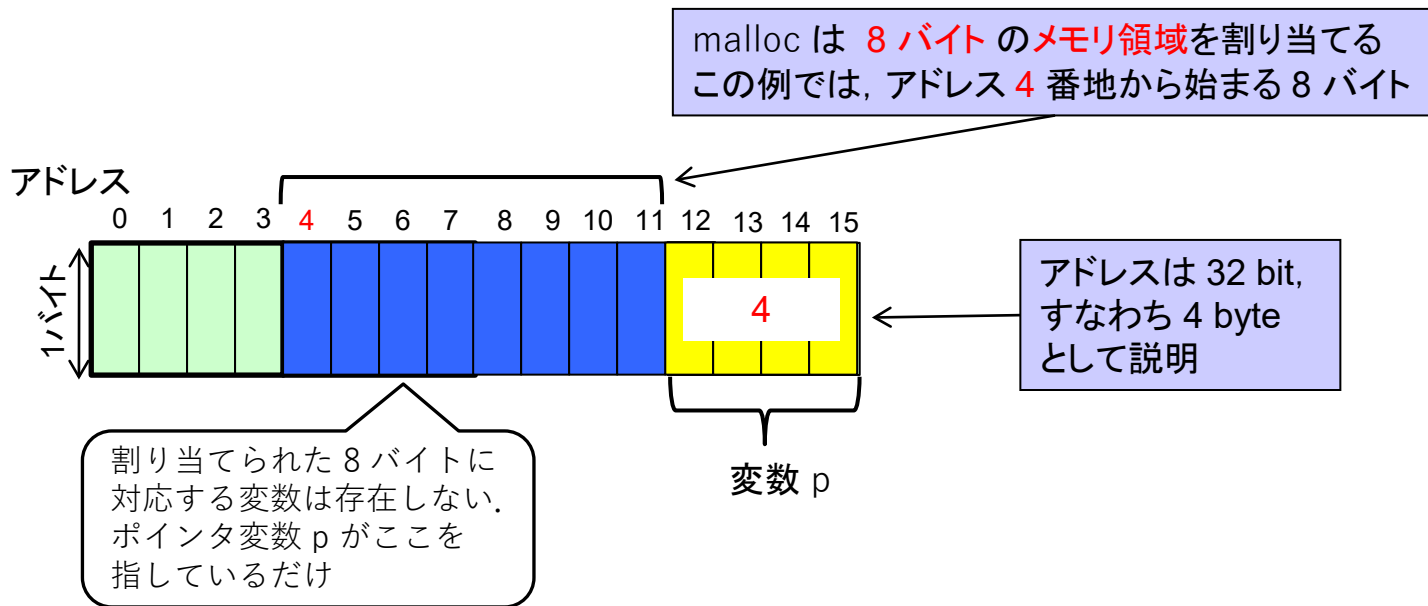 malloc は 8 バイト のメモリ領域を割り当てる
この例では, アドレス 4 番地から始まる 8 バイト
アドレス
0 1 2 3 4 5 6 7 8 9 10 11 12 13 14 15
1バイト
4
アドレスは 32 bit,
すなわち 4 byte
として説明
変数 p
割り当てられた 8 バイトに
対応する変数は存在しない.
ポインタ変数 p がここを
指しているだけ